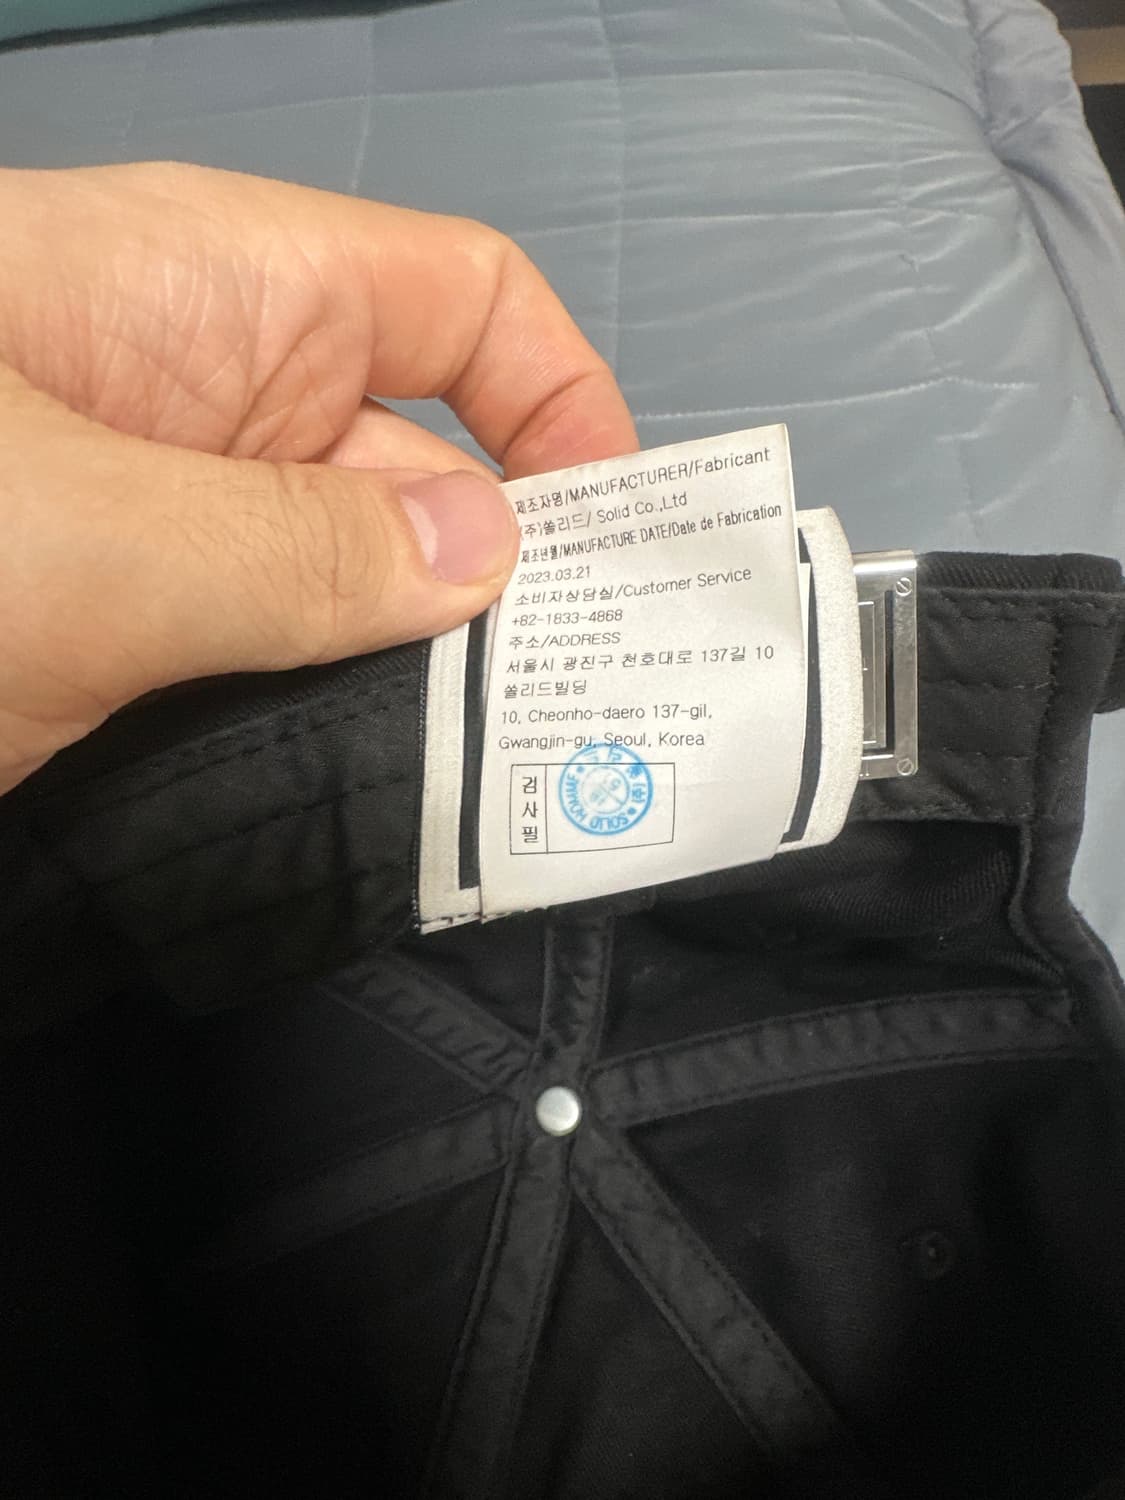 제조자명/MANUFACTURER/Fabricant
(주)쏠리드/ Solid Co.,Ltd
제조년월/MANUFACTURE DATE/Date de Fabrication
2023.03.21
소비자상담실/Customer Service
+82-1833-4868
주소/ADDRESS
서울시 광진구 천호대로 137길 10
쏠리드빌딩
10, Cheonho-daero 137-gil,
Gwangjin-gu, Seoul, Korea
검사필
SOLID HOMME